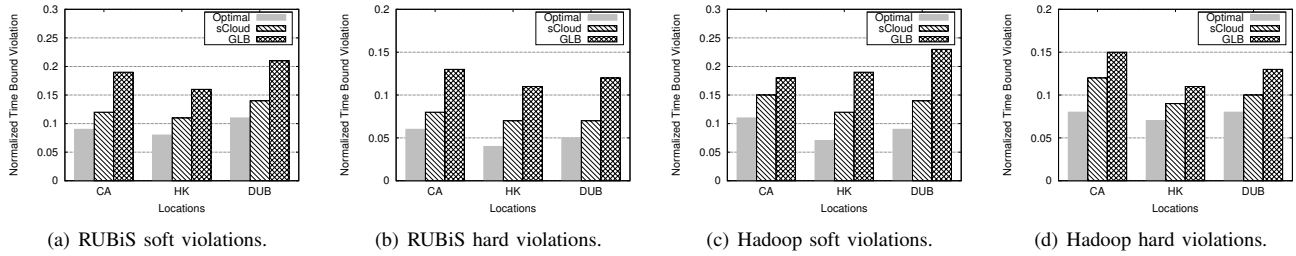 Normalized Time Bound Violation
0.3
0.25
0.2
0.15
0.1
0.05
0
Optimal
sCloud
GLB
CA HK DUB
Locations
(a) RUBiS soft violations.
Normalized Time Bound Violation
0.2
0.15
0.1
0.05
0
Optimal
sCloud
GLB
CA HK DUB
Locations
(b) RUBiS hard violations.
Normalized Time Bound Violation
0.3
0.25
0.2
0.15
0.1
0.05
0
Optimal
sCloud
GLB
CA HK DUB
Locations
(c) Hadoop soft violations.
Normalized Time Bound Violation
0.2
0.15
0.1
0.05
0
Optimal
sCloud
GLB
CA HK DUB
Locations
(d) Hadoop hard violations.